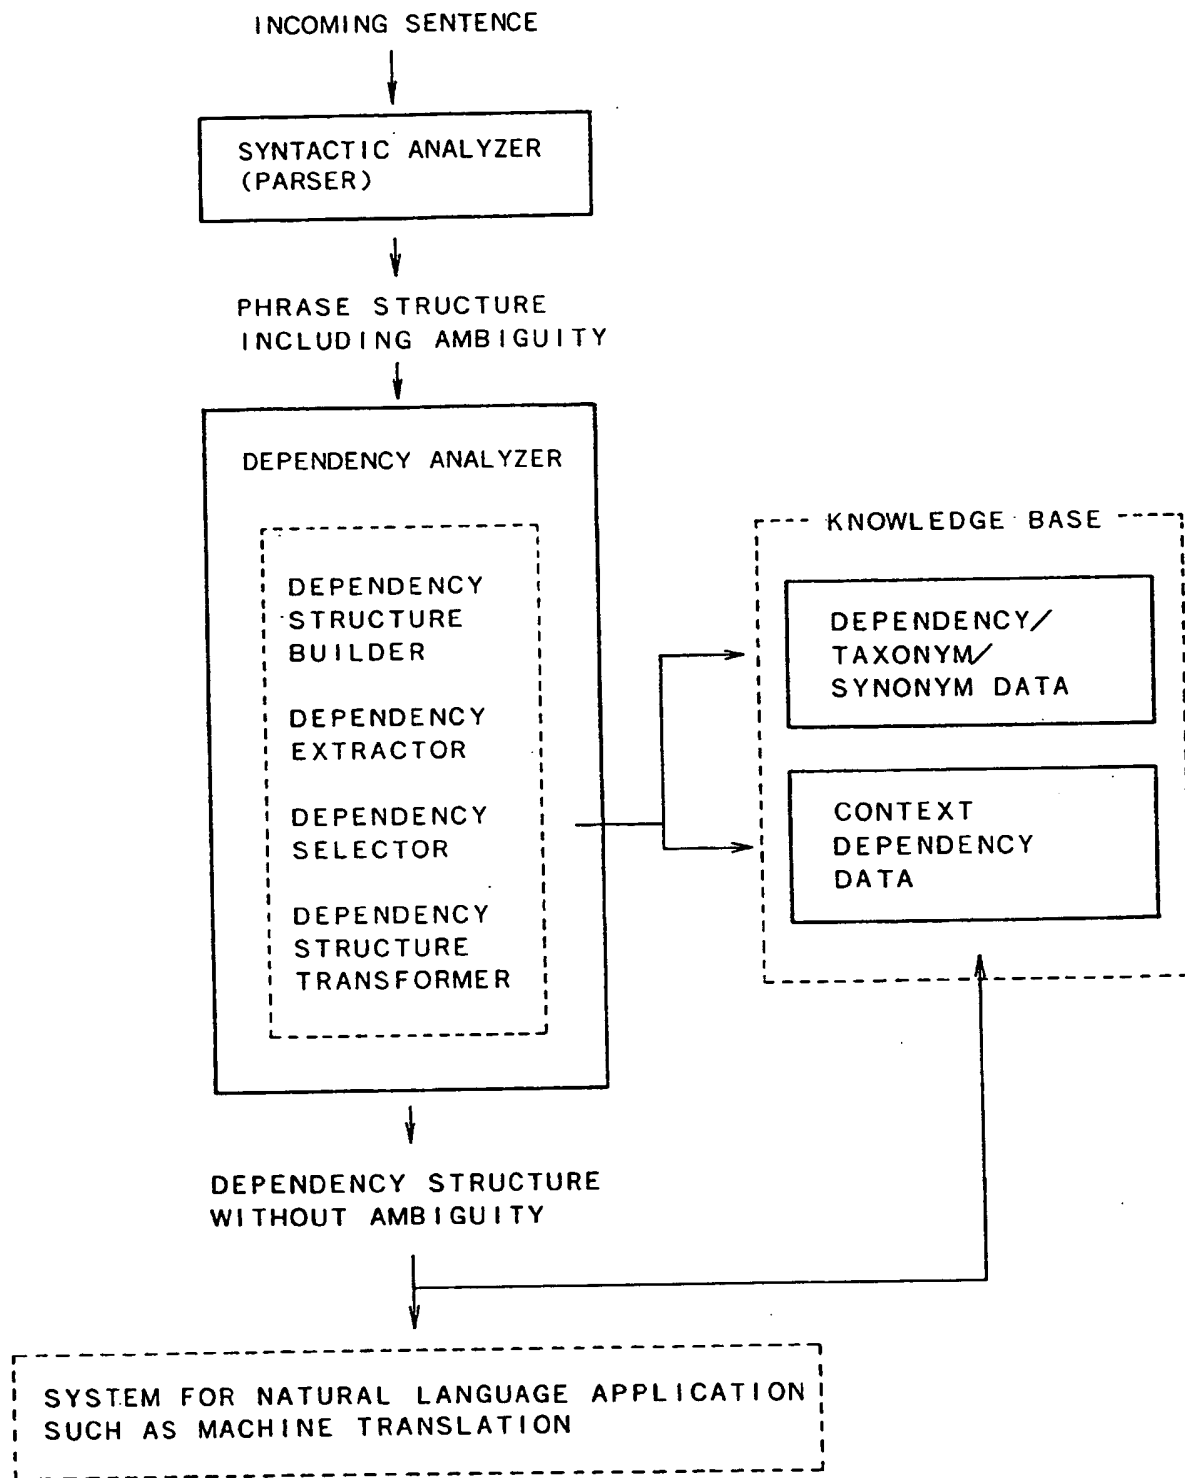 INCOMING SENTENCE
SYNTACTIC ANALYZER
(PARSER)
PHRASE STRUCTURE
INCLUDING AMBIGUITY
DEPENDENCY ANALYZER
DEPENDENCY
STRUCTURE
BUILDER
DEPENDENCY
EXTRACTOR
DEPENDENCY
SELECTOR
DEPENDENCY
STRUCTURE
TRANSFORMER
KNOWLEDGE BASE
DEPENDENCY/
TAXONYM/
SYNONYM DATA
CONTEXT
DEPENDENCY
DATA
DEPENDENCY STRUCTURE
WITHOUT AMBIGUITY
SYSTEM FOR NATURAL LANGUAGE APPLICATION
SUCH AS MACHINE TRANSLATION